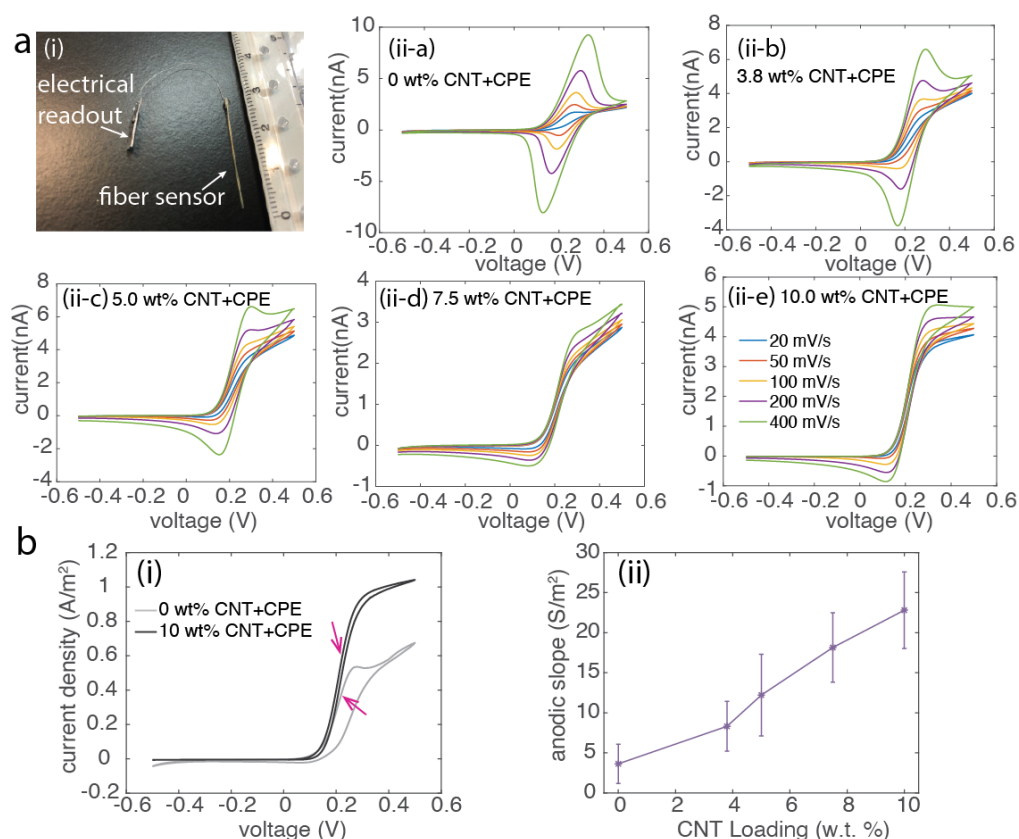 a
(i)
electrical
readout
fiber sensor
0
1
2
3
4
(ii-a)
0 wt% CNT+CPE
current(nA)
10
5
0
-5
-10
-0.6 -0.4 -0.2 0 0.2 0.4 0.6
voltage (V)
(ii-b)
3.8 wt% CNT+CPE
current(nA)
8
6
4
2
0
-2
-4
-0.6 -0.4 -0.2 0 0.2 0.4 0.6
voltage (V)
(ii-c) 5.0 wt% CNT+CPE
current(nA)
8
6
4
2
0
-2
-4
-0.6 -0.4 -0.2 0 0.2 0.4 0.6
voltage (V)
(ii-d) 7.5 wt% CNT+CPE
current(nA)
4
3
2
1
0
-1
-0.6 -0.4 -0.2 0 0.2 0.4 0.6
voltage (V)
(ii-e) 10.0 wt% CNT+CPE
20 mV/s
50 mV/s
100 mV/s
200 mV/s
400 mV/s
current(nA)
6
5
4
3
2
1
0
-1
-0.6 -0.4 -0.2 0 0.2 0.4 0.6
voltage (V)
b
(i)
0 wt% CNT+CPE
10 wt% CNT+CPE
current density (A/m²)
1.2
1
0.8
0.6
0.4
0.2
0
-0.2
-0.6 -0.4 -0.2 0 0.2 0.4 0.6
voltage (V)
(ii)
anodic slope (S/m²)
30
25
20
15
10
5
0
0 2 4 6 8 10
CNT Loading (w.t. %)